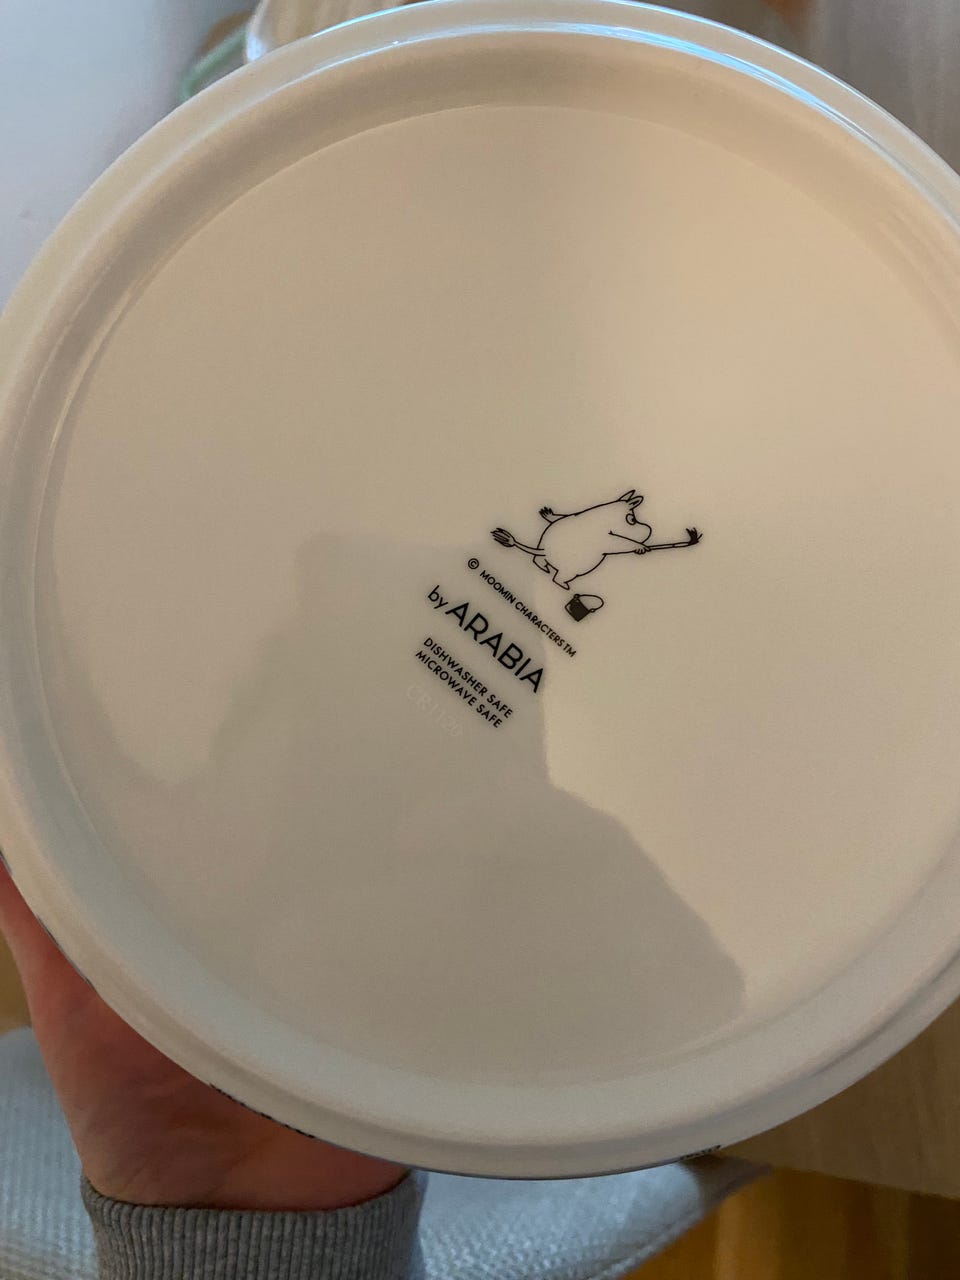 © MOOMIN CHARACTERS™
by ARABIA
DISHWASHER SAFE
MICROWAVE SAFE